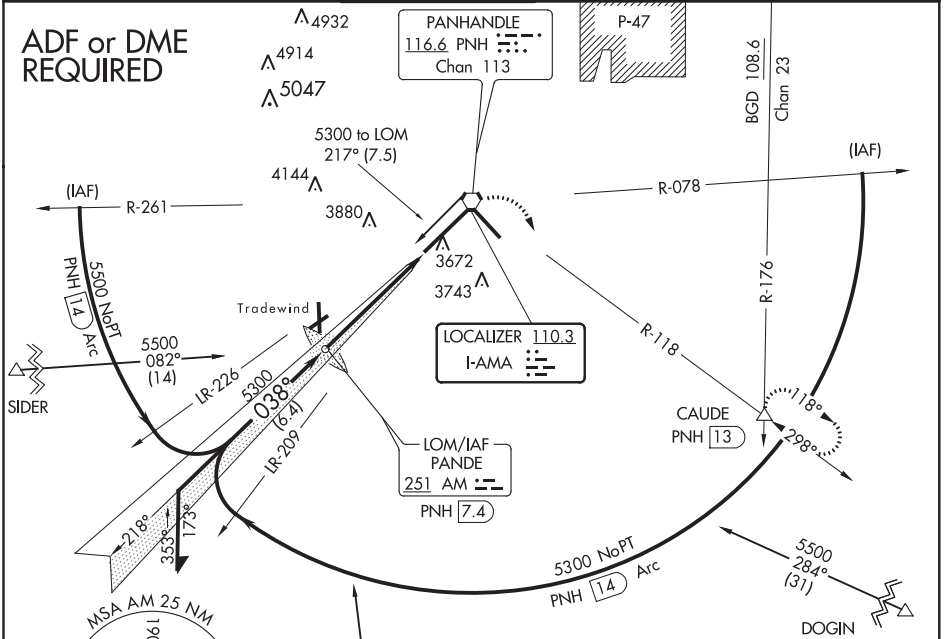 ADF or DME
REQUIRED
4932
4914
5047
PANHANDLE
116.6 PNH
Chan 113
P-47
BGD 108.6
Chan 23
5300 to LOM
217° (7.5)
4144
3880
(IAF)
R-261
R-078
(IAF)
5500 NoPT
PNH 14 Arc
3672
3743
R-176
Tradewind
LOCALIZER 110.3
I-AMA
R-118
5500
082°
(14)
SIDER
LR-226
5300
038°
(6.4)
LR-209
CAUDE
PNH 13
118°
298°
LOM/IAF
PANDE
251 AM
PNH 7.4
218°
353°
173°
5300 NoPT
PNH 14 Arc
5500
284°
(31)
DOGIN
MSA AM 25 NM